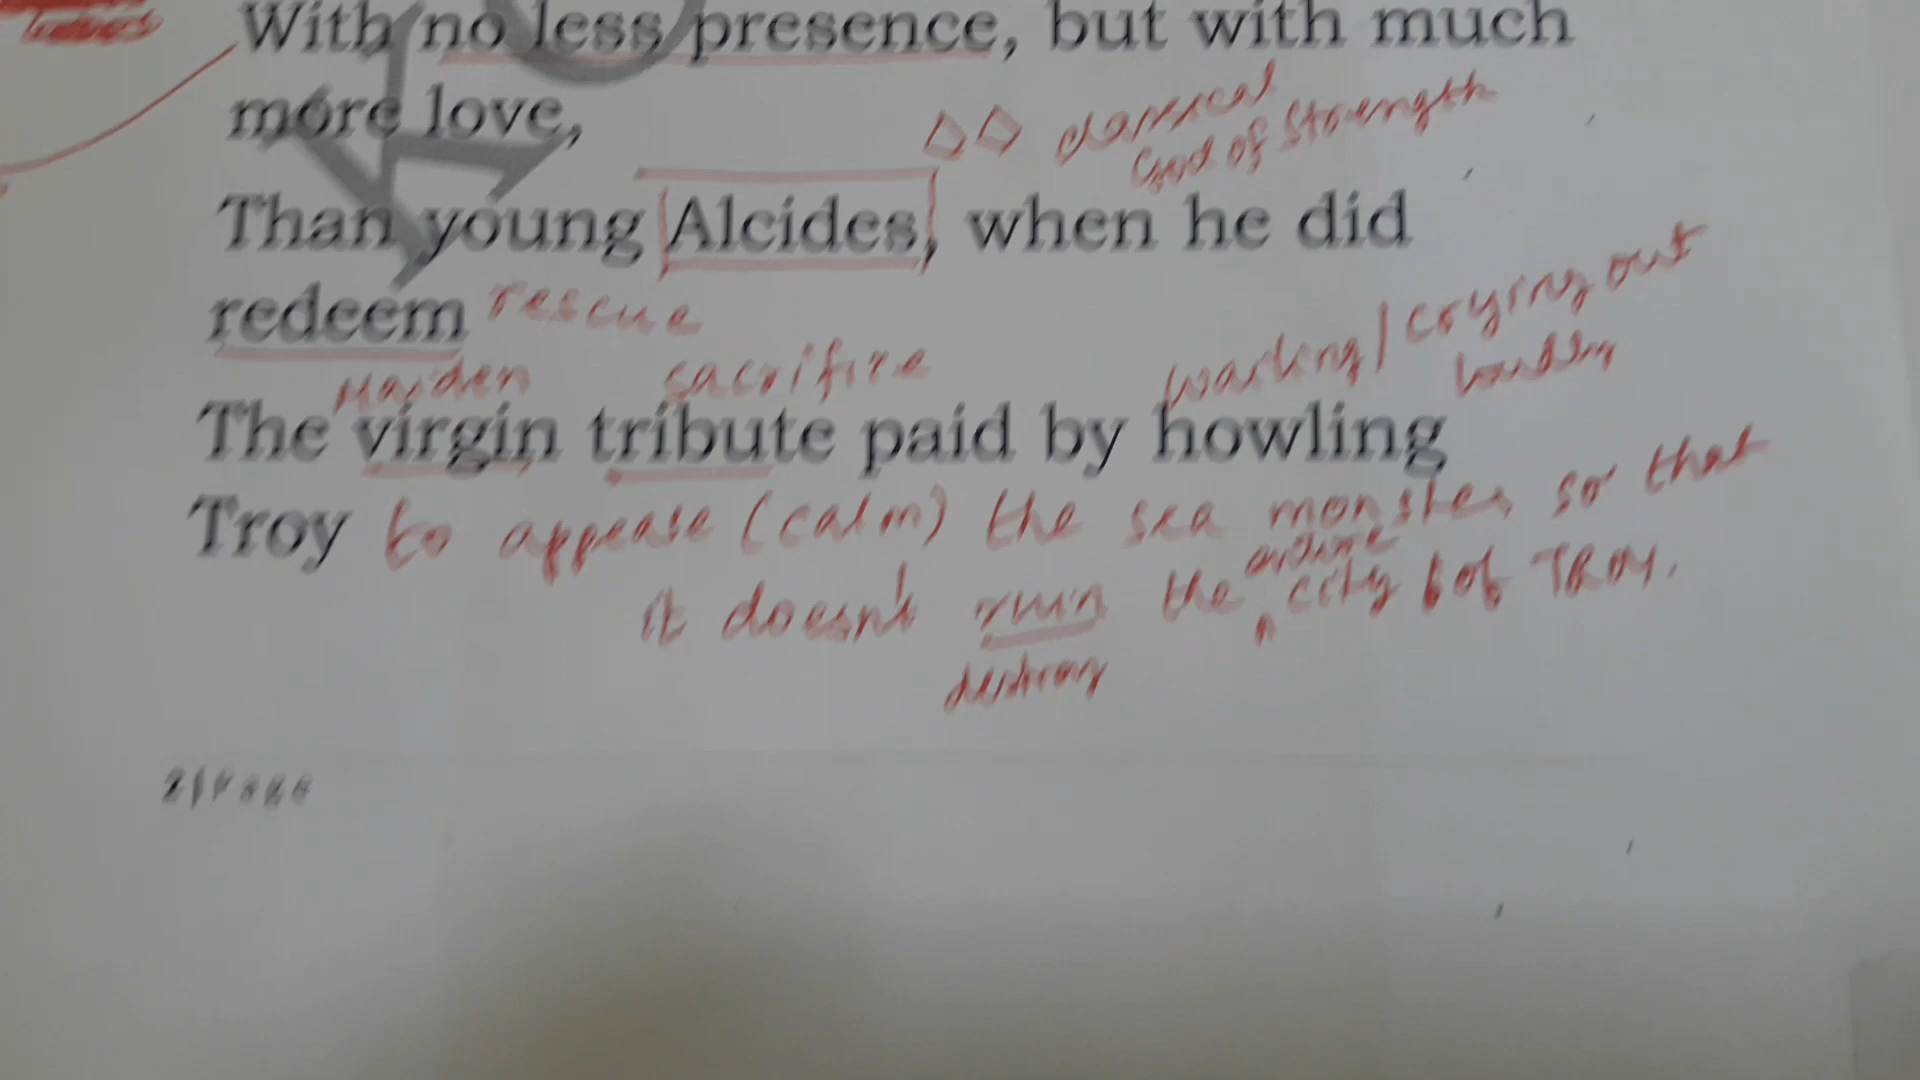 With no less presence, but with much
more love,
classical
God of Strength
Than young Alcides, when he did
redeem rescue
wailing / crying out
loudly
Maiden sacrifire
The virgin tribute paid by howling
Troy to appease (calm) the sea monster so that
it doesn't ruin the entire city of TROY.
destroy